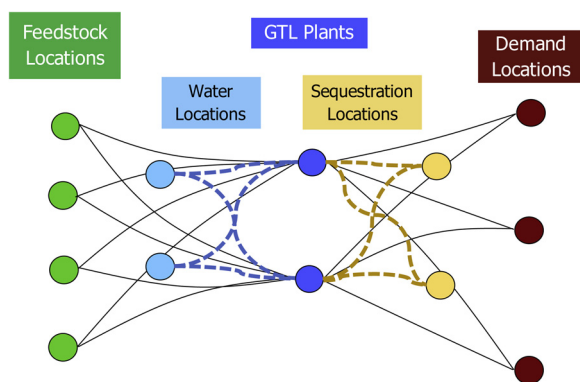 Feedstock
Locations
Water
Locations
GTL Plants
Sequestration
Locations
Demand
Locations